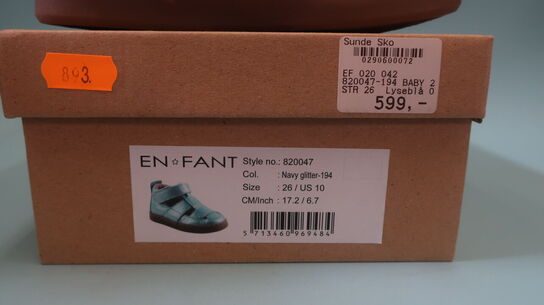 893.
Sunde Sko
0290600072
EF 020 042
820047-194 BABY 2
STR 26 Lyseblå 0
599,-
EN FANT
Style no.: 820047
Col. : Navy glitter-194
Size : 26 / US 10
CM/Inch : 17.2 / 6.7
5 713460 969484